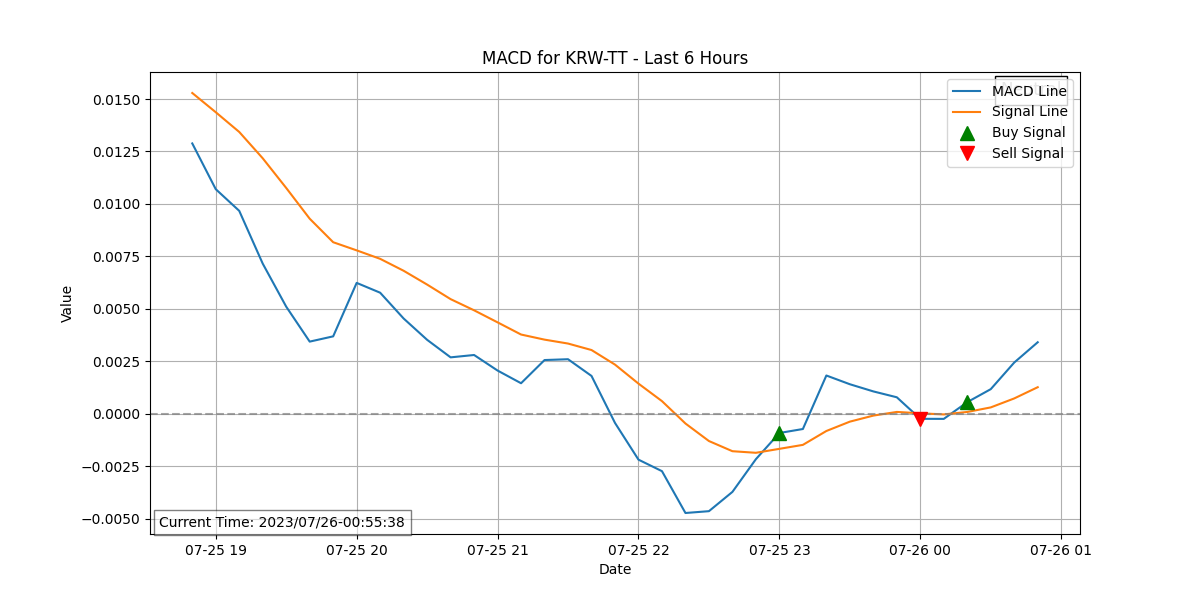 MACD for KRW-TT - Last 6 Hours
MACD Line
Signal Line
Buy Signal
Sell Signal
0.0150
0.0125
0.0100
0.0075
0.0050
0.0025
0.0000
−0.0025
−0.0050
Value
Current Time: 2023/07/26-00:55:38
07-25 19
07-25 20
07-25 21
07-25 22
07-25 23
07-26 00
07-26 01
Date